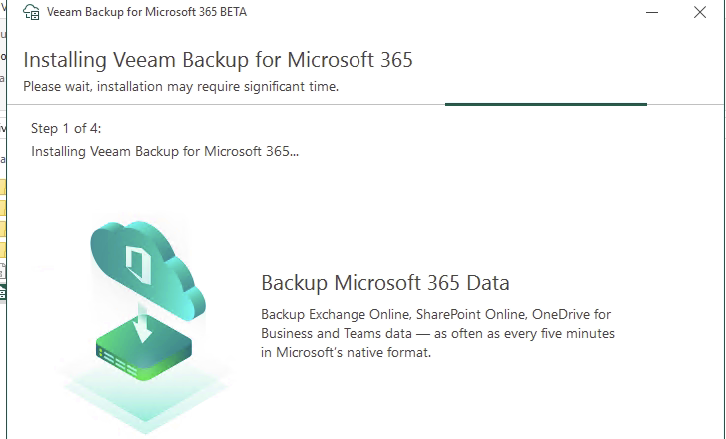 Veeam Backup for Microsoft 365 BETA
Installing Veeam Backup for Microsoft 365
Please wait, installation may require significant time.
Step 1 of 4:
Installing Veeam Backup for Microsoft 365...
Backup Microsoft 365 Data
Backup Exchange Online, SharePoint Online, OneDrive for
Business and Teams data — as often as every five minutes
in Microsoft's native format.